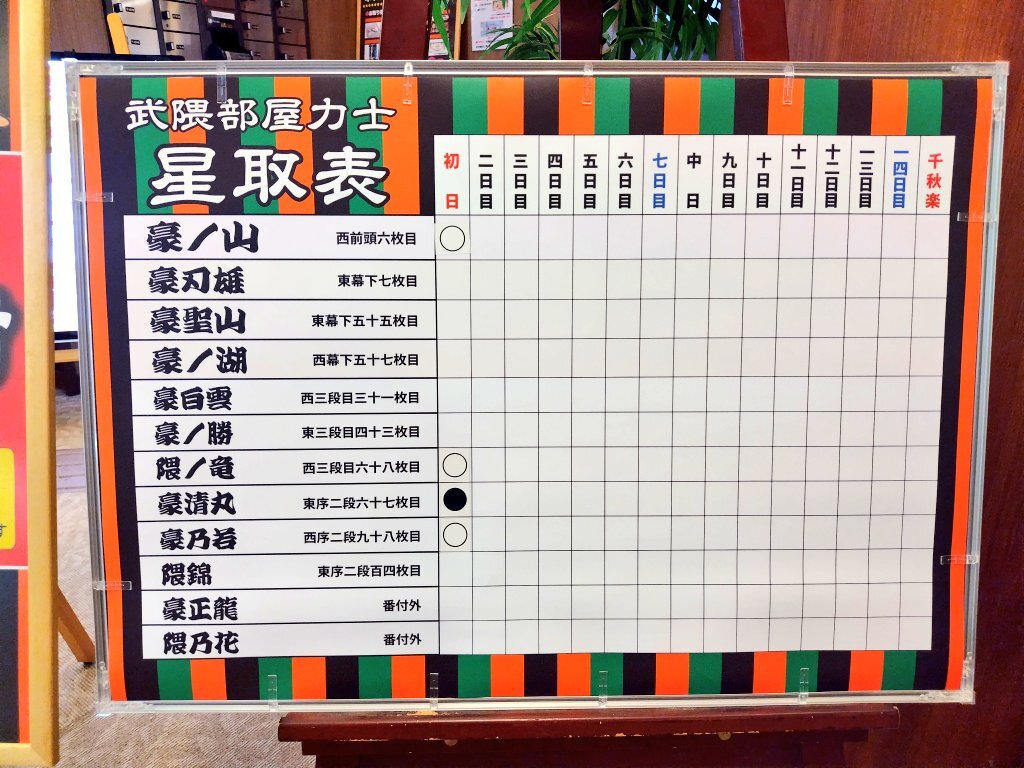 武隈部屋力士
星取表
初日 二日目 三日目 四日目 五日目 六日目 七日目 中日 九日目 十日目 十一日目 十二日目 一三日目 一四日目 千秋楽
豪ノ山 西前頭六枚目 ○
豪刃雄 東幕下七枚目
豪聖山 東幕下五十五枚目
豪ノ湖 西幕下五十七枚目
豪白雲 西三段目三十一枚目
豪ノ勝 東三段目四十三枚目
隈ノ竜 西三段目六十八枚目 ○
豪清丸 東序二段六十七枚目 ●
豪乃若 西序二段九十八枚目 ○
隈錦 東序二段百四枚目
豪正龍 番付外
隈乃花 番付外
す